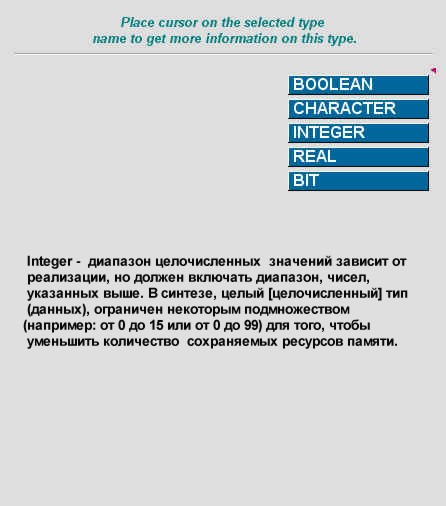 Place cursor on the selected type
name to get more information on this type.
BOOLEAN
CHARACTER
INTEGER
REAL
BIT
Integer - диапазон целочисленных значений зависит от
реализации, но должен включать диапазон, чисел,
указанных выше. В синтезе, целый [целочисленный] тип
(данных), ограничен некоторым подмножеством
(например: от 0 до 15 или от 0 до 99) для того, чтобы
уменьшить количество сохраняемых ресурсов памяти.